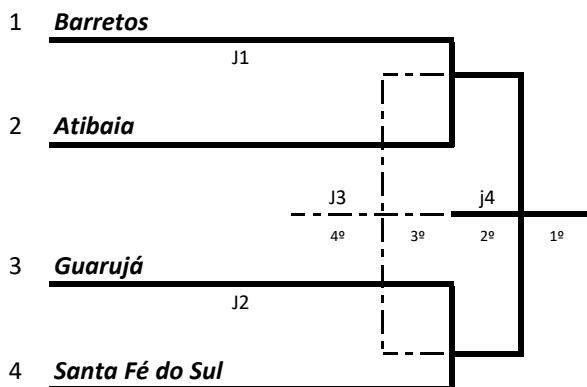 1 Barretos
J1
2 Atibaia
J3 j4
4º 3º 2º 1º
3 Guarujá
J2
4 Santa Fé do Sul